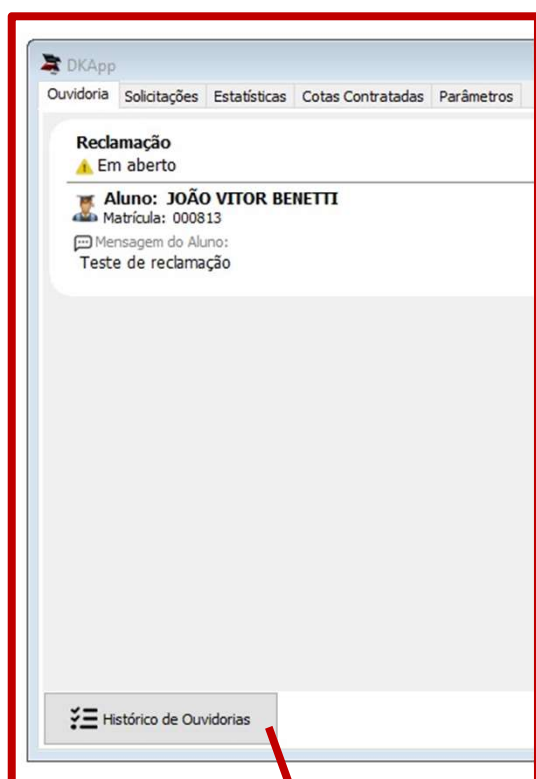 DKApp
Ouvidoria Solicitações Estatísticas Cotas Contratadas Parâmetros
Reclamação
Em aberto
Aluno: JOÃO VITOR BENETTI
Matrícula: 000813
Mensagem do Aluno:
Teste de reclamação
Histórico de Ouvidorias